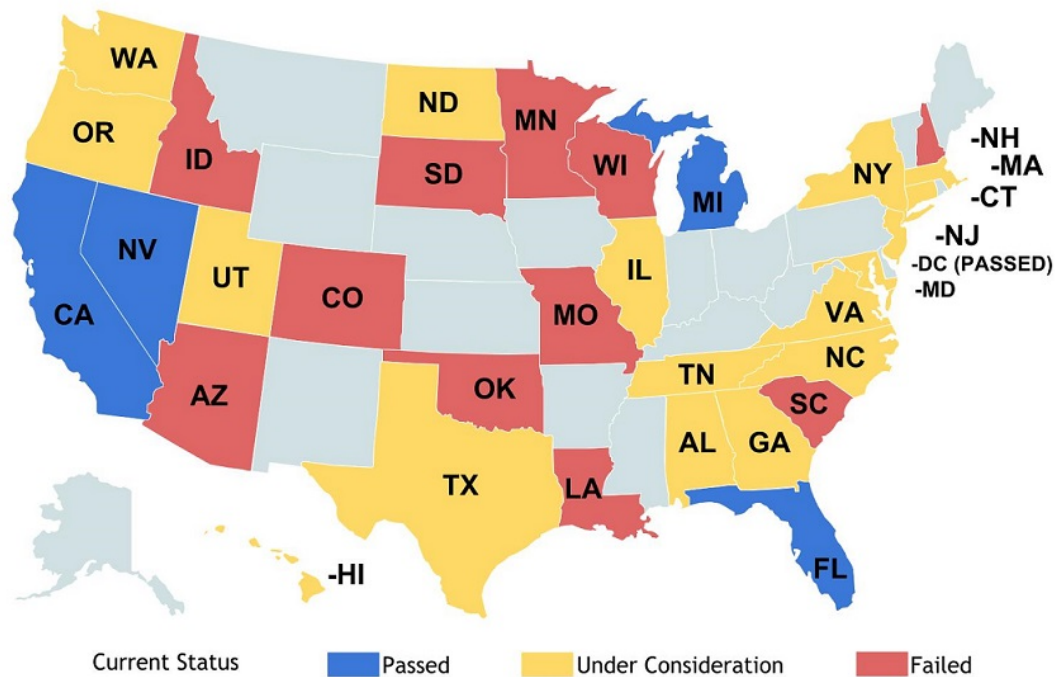 WA
ND
MN
OR
-NH
ID
WI
NY
-MA
SD
MI
-CT
NV
-NJ
UT
IL
-DC (PASSED)
CO
-MD
CA
MO
VA
NC
TN
AZ
OK
SC
AL
GA
TX
LA
-HI
FL
Current Status
Passed
Under Consideration
Failed